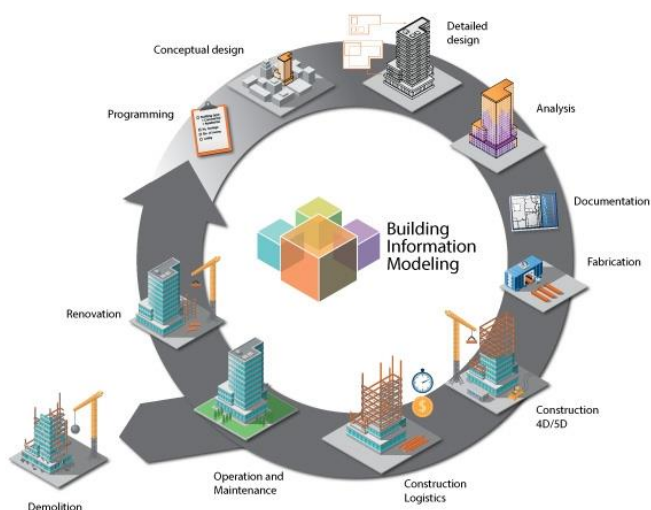 Conceptual design
Detailed
design
Programming
Analysis
Building
Information
Modeling
Documentation
Fabrication
Renovation
Construction
4D/5D
Operation and
Maintenance
Construction
Logistics
Demolition
$